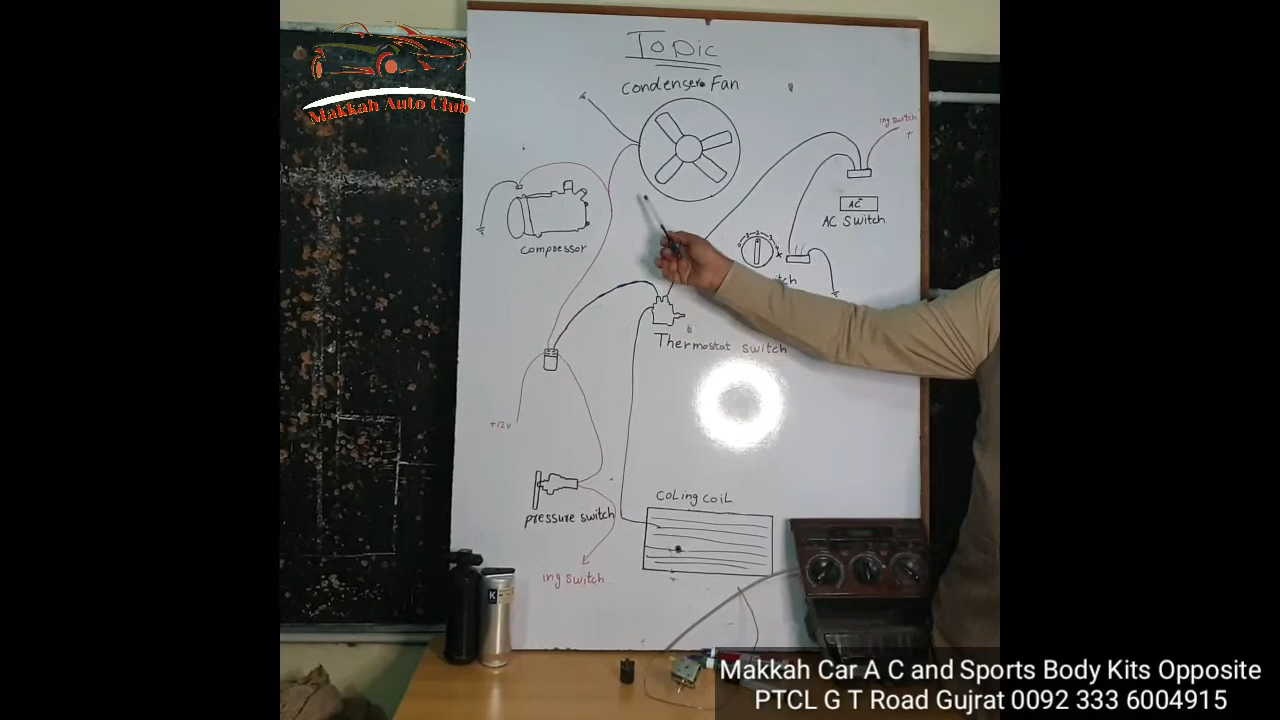 Makkah Auto Club
Topic
Condenser Fan
ing switch
+
AC
AC Switch
compressor
Thermostat switch
+12v
pressure switch
ing switch
CoLing coiL
K
Makkah Car A C and Sports Body Kits Opposite
PTCL G T Road Gujrat 0092 333 6004915